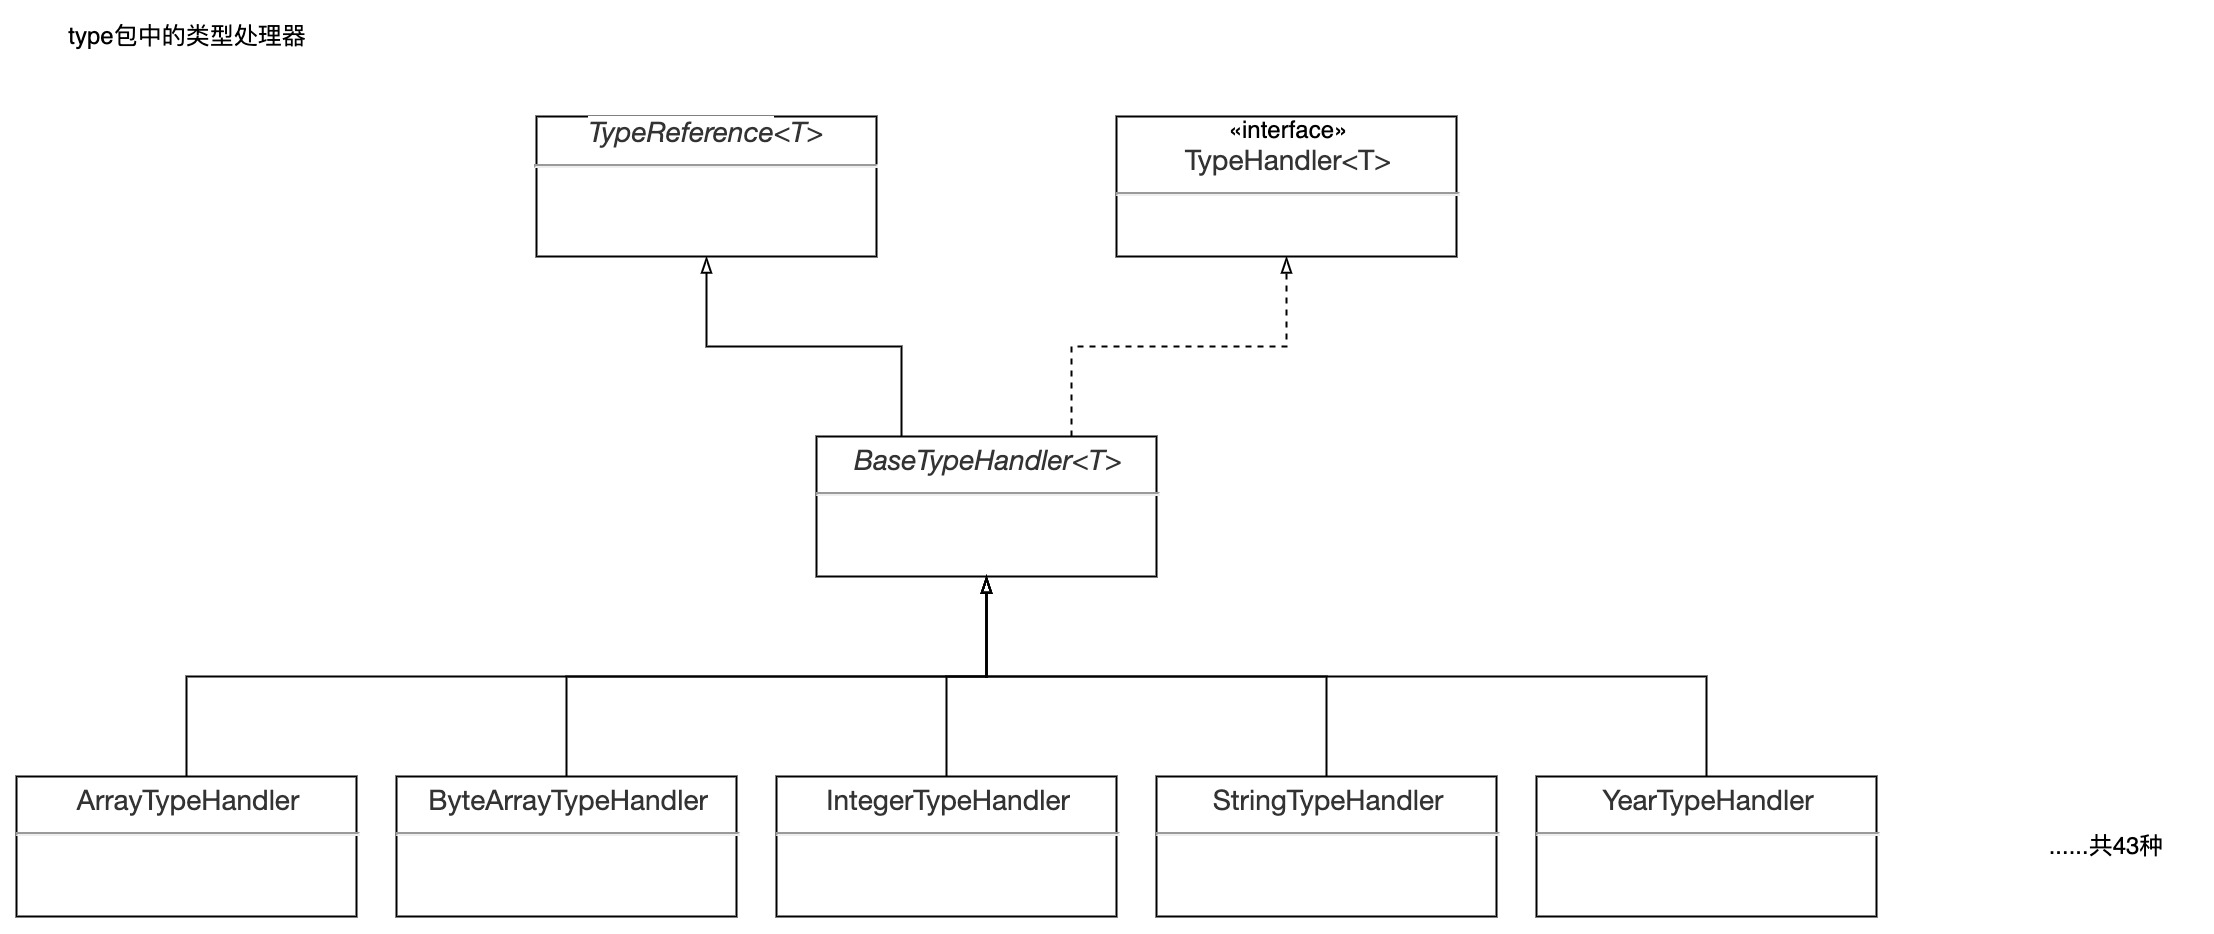 type包中的类型处理器
TypeReference<T>
«interface»
TypeHandler<T>
BaseTypeHandler<T>
ArrayTypeHandler
ByteArrayTypeHandler
IntegerTypeHandler
StringTypeHandler
YearTypeHandler
......共43种